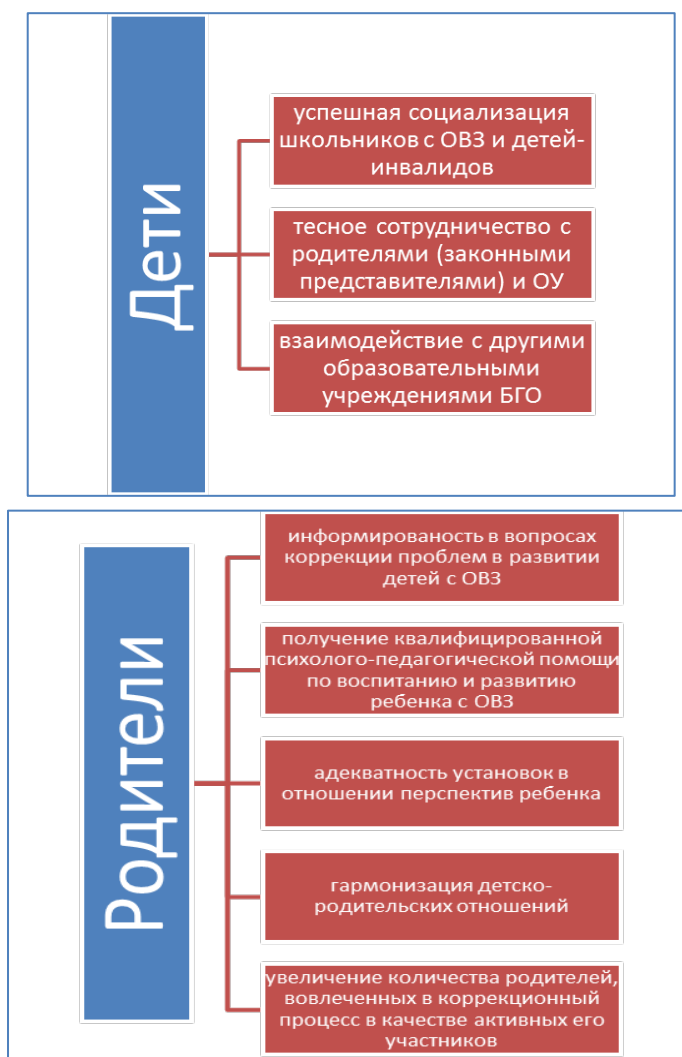 Дети
успешная социализация
школьников с ОВЗ и детей-
инвалидов
тесное сотрудничество с
родителями (законными
представителями) и ОУ
взаимодействие с другими
образовательными
учреждениями БГО
Родители
информированость в вопросах
коррекции проблем в развитии
детей с ОВЗ
получение квалифицированной
психолого-педагогической помощи
по воспитанию и развитию
ребенка с ОВЗ
адекватность установок в
отношении перспектив ребенка
гармонизация детско-
родительских отношений
увеличение количества родителей,
вовлеченных в коррекционный
процесс в качестве активных его
участников